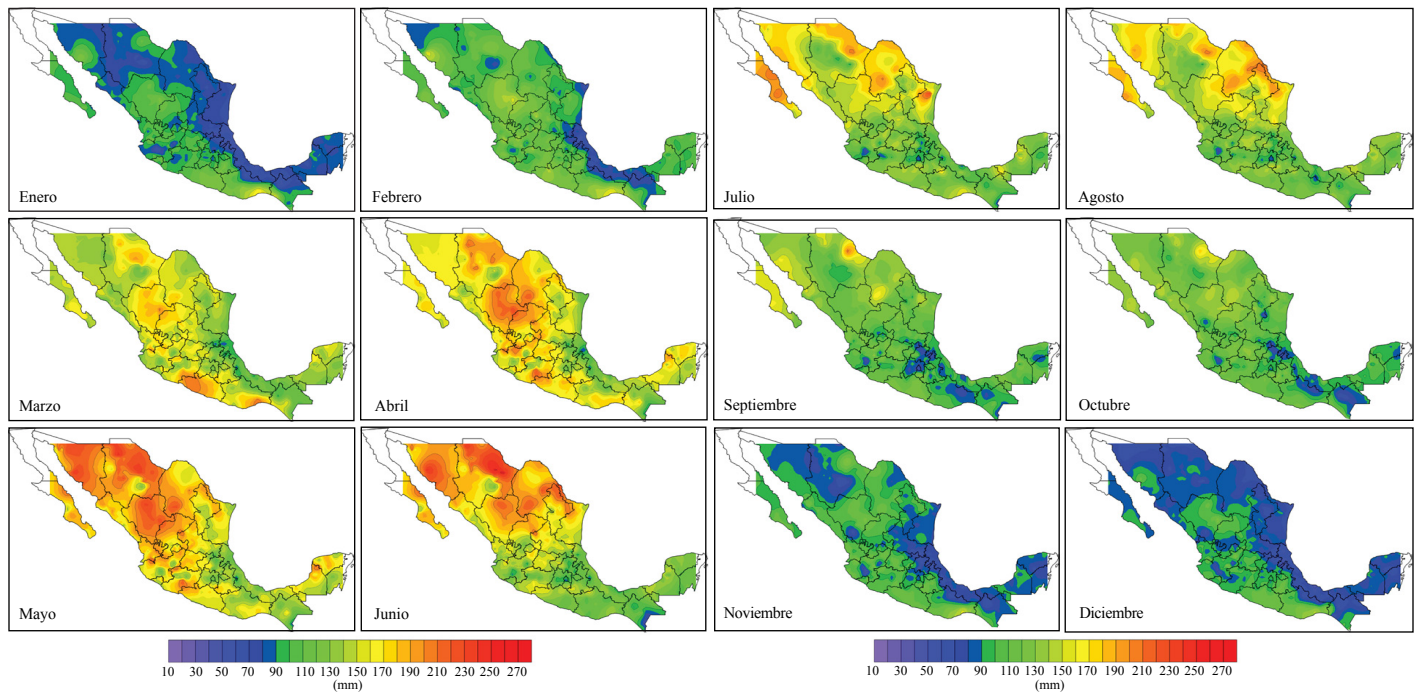 Enero
Febrero
Julio
Agosto
Marzo
Abril
Septiembre
Octubre
Mayo
Junio
Noviembre
Diciembre
10 30 50 70 90 110 130 150 170 190 210 230 250 270
(mm)
10 30 50 70 90 110 130 150 170 190 210 230 250 270
(mm)